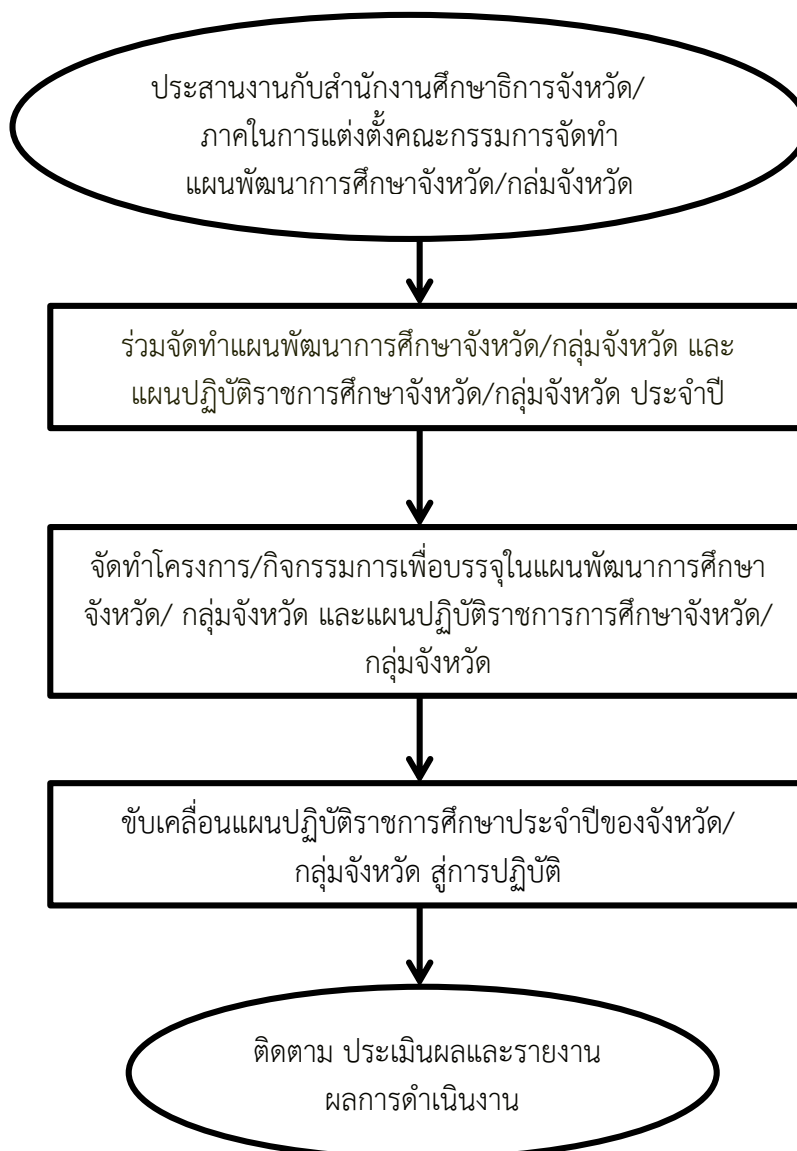 ประสานงานกับสำนักงานศึกษาธิการจังหวัด/
ภาคในการแต่งตั้งคณะกรรมการจัดทำ
แผนพัฒนาการศึกษาจังหวัด/กล่มจังหวัด
ร่วมจัดทำแผนพัฒนาการศึกษาจังหวัด/กลุ่มจังหวัด และ
แผนปฏิบัติราชการศึกษาจังหวัด/กลุ่มจังหวัด ประจำปี
จัดทำโครงการ/กิจกรรมการเพื่อบรรจุในแผนพัฒนาการศึกษา
จังหวัด/ กลุ่มจังหวัด และแผนปฏิบัติราชการการศึกษาจังหวัด/
กลุ่มจังหวัด
ขับเคลื่อนแผนปฏิบัติราชการศึกษาประจำปีของจังหวัด/
กลุ่มจังหวัด สู่การปฏิบัติ
ติดตาม ประเมินผลและรายงาน
ผลการดำเนินงาน